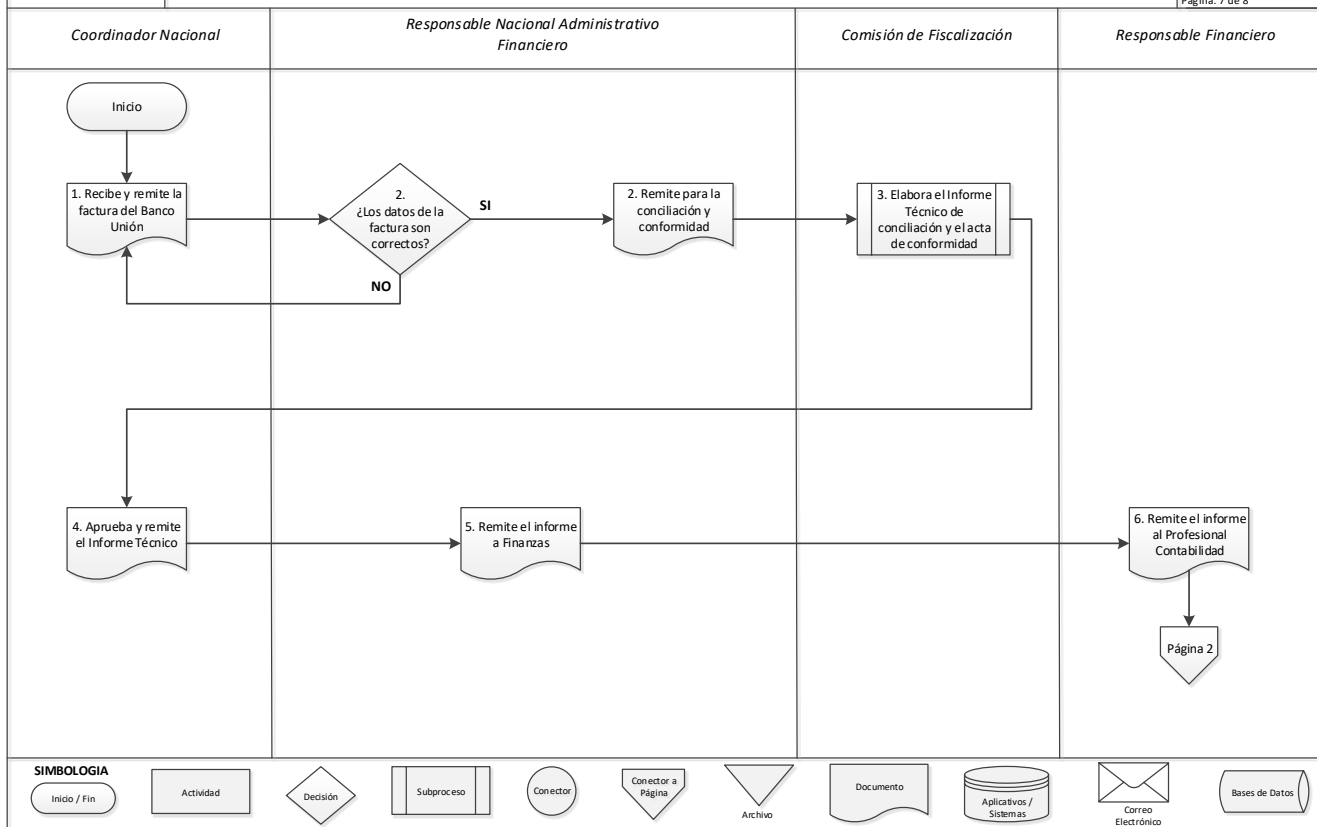 Página: 7 de 8
Coordinador Nacional
Responsable Nacional Administrativo
Financiero
Comisión de Fiscalización
Responsable Financiero
Inicio
1. Recibe y remite la
factura del Banco
Unión
2.
¿Los datos de la
factura son
correctos?
SI
NO
2. Remite para la
conciliación y
conformidad
3. Elabora el Informe
Técnico de
conciliación y el acta
de conformidad
4. Aprueba y remite
el Informe Técnico
5. Remite el informe
a Finanzas
6. Remite el informe
al Profesional
Contabilidad
Página 2
SIMBOLOGIA
Inicio / Fin
Actividad
Decisión
Subproceso
Conector
Conector a
Página
Archivo
Documento
Aplicativos /
Sistemas
Correo
Electrónico
Bases de Datos